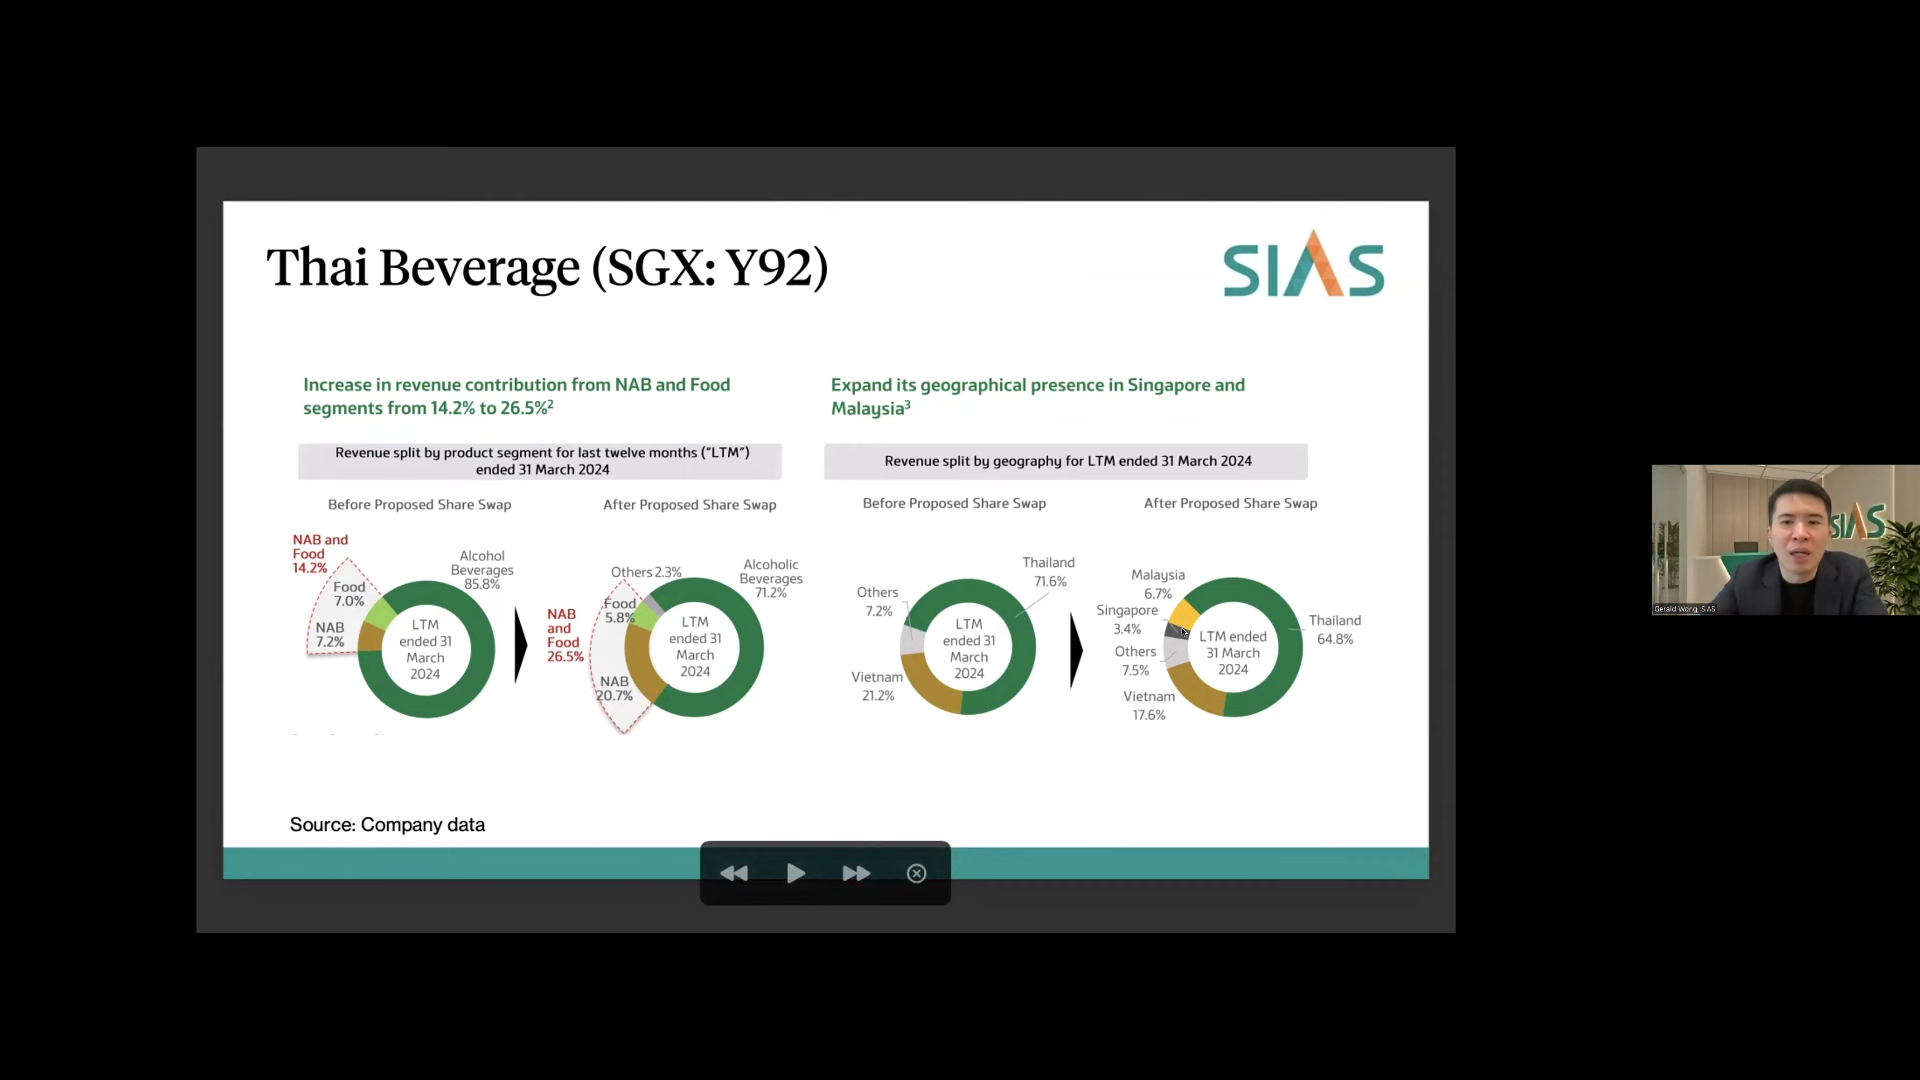 Thai Beverage (SGX: Y92)
SIAS
Increase in revenue contribution from NAB and Food
segments from 14.2% to 26.5%2
Revenue split by product segment for last twelve months (“LTM”)
ended 31 March 2024
Before Proposed Share Swap
After Proposed Share Swap
NAB and
Food
14.2%
Food
7.0%
NAB
7.2%
Alcohol
Beverages
85.8%
LTM
ended 31
March
2024
Others 2.3%
Alcoholic
Beverages
71.2%
Food
5.8%
NAB
and
Food
26.5%
NAB
20.7%
LTM
ended 31
March
2024
Expand its geographical presence in Singapore and
Malaysia3
Revenue split by geography for LTM ended 31 March 2024
Before Proposed Share Swap
After Proposed Share Swap
Thailand
71.6%
Others
7.2%
Vietnam
21.2%
LTM
ended 31
March
2024
Malaysia
6.7%
Singapore
3.4%
Others
7.5%
Vietnam
17.6%
Thailand
64.8%
LTM ended
31 March
2024
Source: Company data
SIAS
Gerald Wong, SIAS